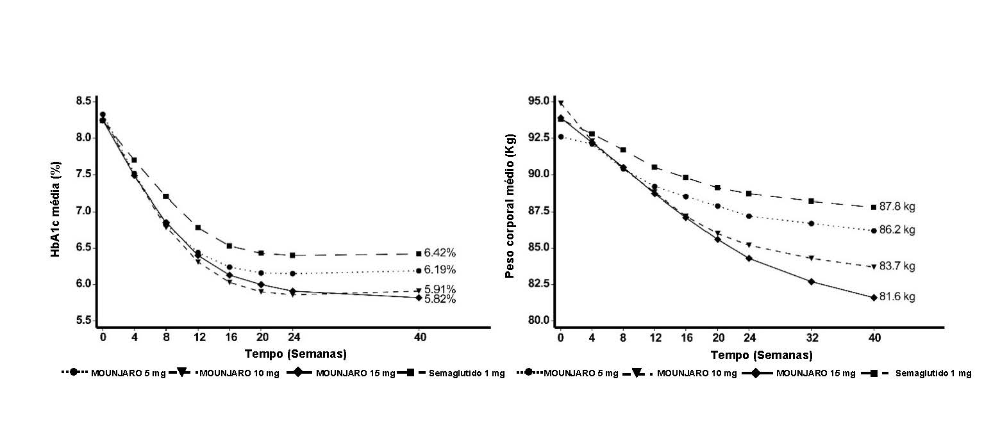 HbA1c média (%)
8.5
8.0
7.5
7.0
6.5
6.0
5.5
6.42%
6.19%
5.91%
5.82%
0 4 8 12 16 20 24 40
Tempo (Semanas)
MOUNJARO 5 mg MOUNJARO 10 mg MOUNJARO 15 mg Semaglutido 1 mg
Peso corporal médio (Kg)
95.0
92.5
90.0
87.5
85.0
82.5
80.0
87.8 kg
86.2 kg
83.7 kg
81.6 kg
0 4 8 12 16 20 24 32 40
Tempo (Semanas)
MOUNJARO 5 mg MOUNJARO 10 mg MOUNJARO 15 mg Semaglutido 1 mg